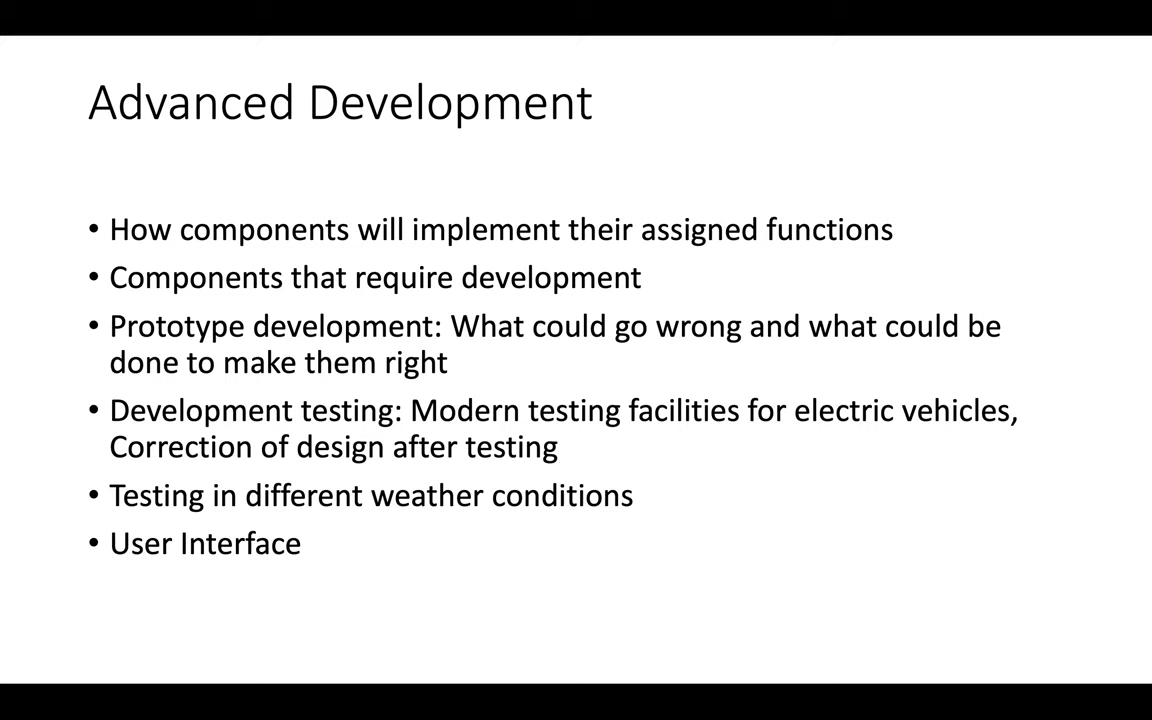 Advanced Development
• How components will implement their assigned functions
• Components that require development
• Prototype development: What could go wrong and what could be
done to make them right
• Development testing: Modern testing facilities for electric vehicles,
Correction of design after testing
• Testing in different weather conditions
• User Interface